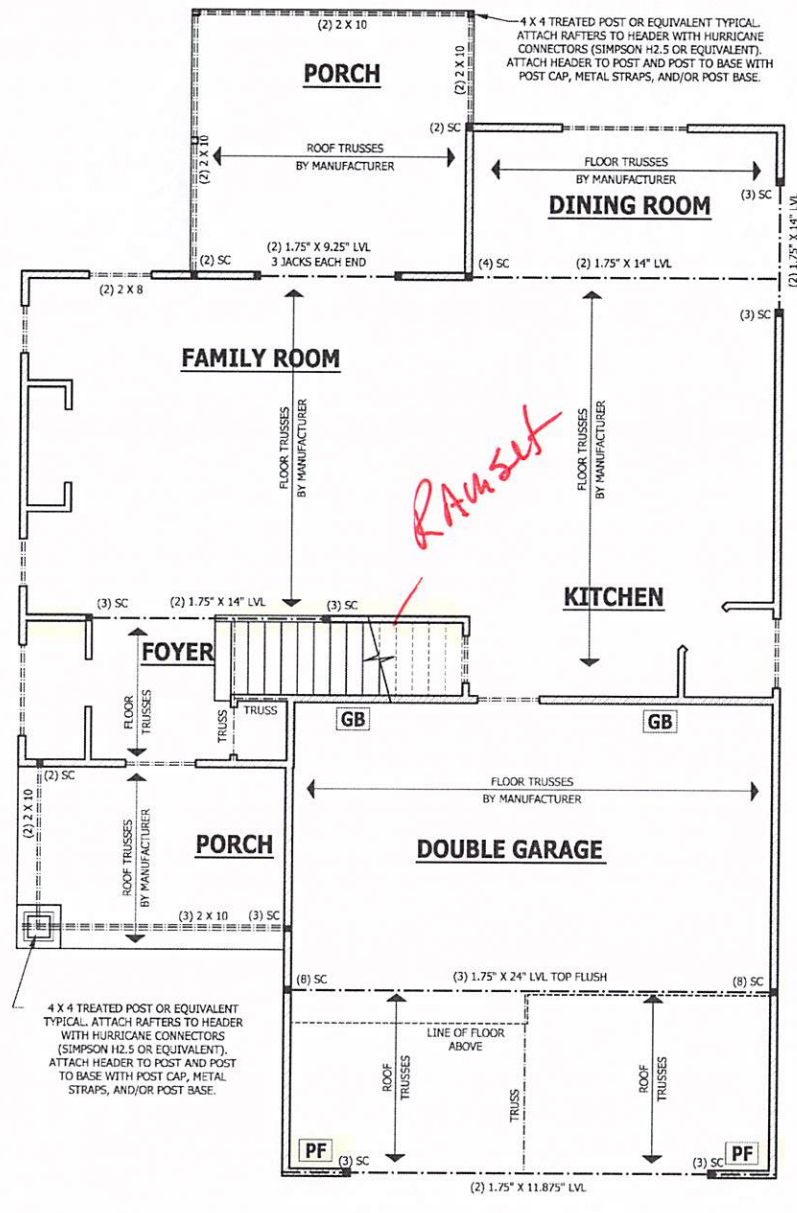 (2) 2 X 10
4 X 4 TREATED POST OR EQUIVALENT TYPICAL.
ATTACH RAFTERS TO HEADER WITH HURRICANE
CONNECTORS (SIMPSON H2.5 OR EQUIVALENT).
ATTACH HEADER TO POST AND POST TO BASE WITH
POST CAP, METAL STRAPS, AND/OR POST BASE.
PORCH
(2) 2 X 10
(2) 2 X 10
(2) SC
ROOF TRUSSES
BY MANUFACTURER
FLOOR TRUSSES
BY MANUFACTURER
(3) SC
DINING ROOM
(2) 1.75" X 14" LVL
(2) SC
(2) 1.75" X 9.25" LVL
3 JACKS EACH END
(4) SC
(2) 1.75" X 14" LVL
(2) 2 X 8
(3) SC
FAMILY ROOM
FLOOR TRUSSES
BY MANUFACTURER
FLOOR TRUSSES
BY MANUFACTURER
RAMSET
KITCHEN
(3) SC
(2) 1.75" X 14" LVL
(3) SC
FOYER
FLOOR
TRUSSES
TRUSS
TRUSS
GB
GB
(2) SC
FLOOR TRUSSES
BY MANUFACTURER
(2) 2 X 10
ROOF TRUSSES
BY MANUFACTURER
PORCH
DOUBLE GARAGE
(3) 2 X 10
(3) SC
(8) SC
(3) 1.75" X 24" LVL TOP FLUSH
(8) SC
4 X 4 TREATED POST OR EQUIVALENT
TYPICAL. ATTACH RAFTERS TO HEADER
WITH HURRICANE CONNECTORS
(SIMPSON H2.5 OR EQUIVALENT).
ATTACH HEADER TO POST AND POST
TO BASE WITH POST CAP, METAL
STRAPS, AND/OR POST BASE.
LINE OF FLOOR
ABOVE
ROOF
TRUSSES
TRUSS
ROOF
TRUSSES
PF
(3) SC
(3) SC
PF
(2) 1.75" X 11.875" LVL